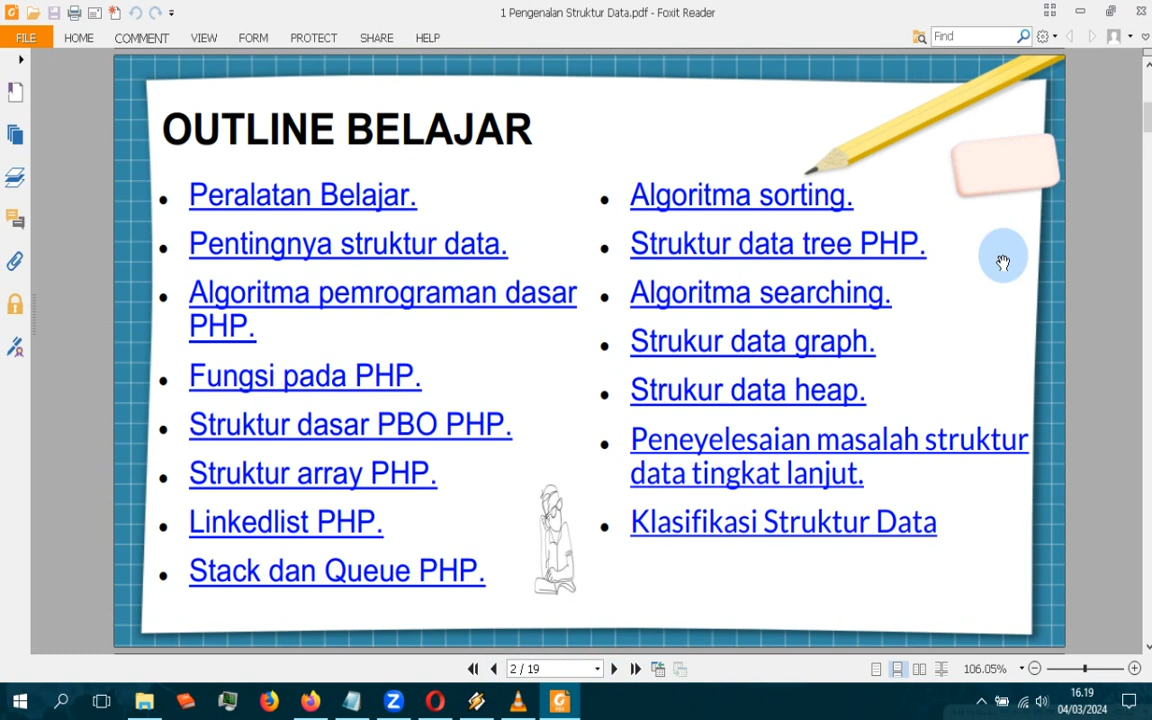 1 Pengenalan Struktur Data.pdf - Foxit Reader
FILE HOME COMMENT VIEW FORM PROTECT SHARE HELP
Find
OUTLINE BELAJAR
Peralatan Belajar.
Pentingnya struktur data.
Algoritma pemrograman dasar
PHP.
Fungsi pada PHP.
Struktur dasar PBO PHP.
Struktur array PHP.
Linkedlist PHP.
Stack dan Queue PHP.
Algoritma sorting.
Struktur data tree PHP.
Algoritma searching.
Strukur data graph.
Strukur data heap.
Peneyelesaian masalah struktur
data tingkat lanjut.
Klasifikasi Struktur Data
2 / 19
106.05%
16.19
04/03/2024